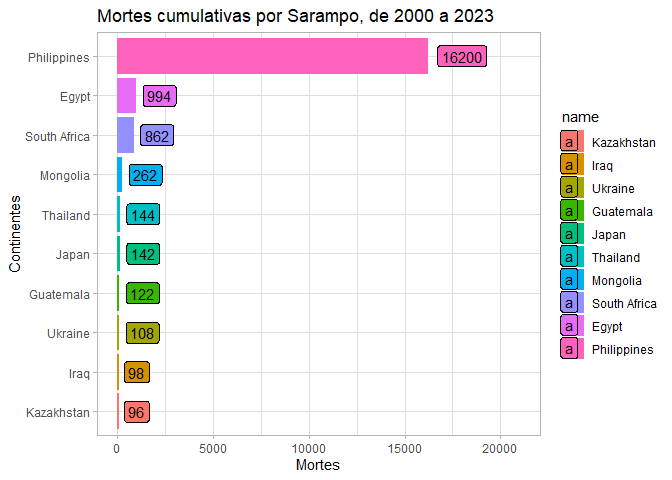 Mortes cumulativas por Sarampo, de 2000 a 2023
Continentes
Philippines
16200
Egypt
994
South Africa
862
Mongolia
262
Thailand
144
Japan
142
Guatemala
122
Ukraine
108
Iraq
98
Kazakhstan
96
0
5000
10000
15000
20000
Mortes
name
a Kazakhstan
a Iraq
a Ukraine
a Guatemala
a Japan
a Thailand
a Mongolia
a South Africa
a Egypt
a Philippines